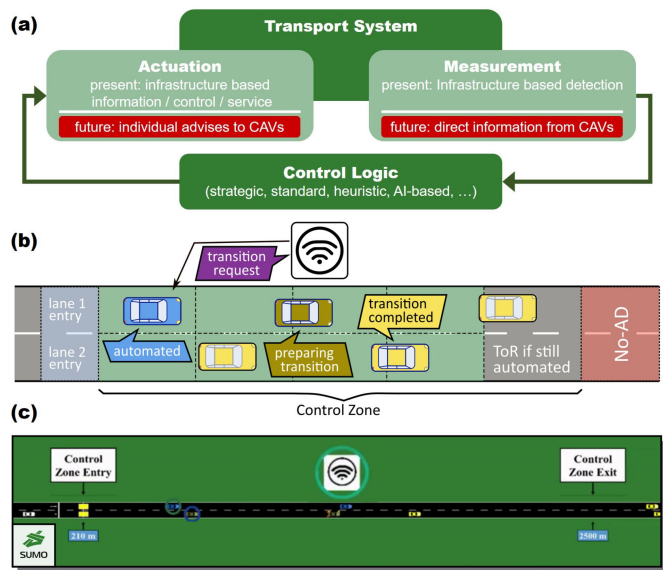 (a)
Transport System
Actuation
present: infrastructure based
information / control / service
future: individual advises to CAVs
Measurement
present: Infrastructure based detection
future: direct information from CAVs
Control Logic
(strategic, standard, heuristic, AI-based, ...)
(b)
transition
request
lane 1
entry
lane 2
entry
automated
preparing
transition
transition
completed
ToR if still
automated
No-AD
Control Zone
(c)
Control
Zone Entry
Control
Zone Exit
210 m
2500 m
SUMO